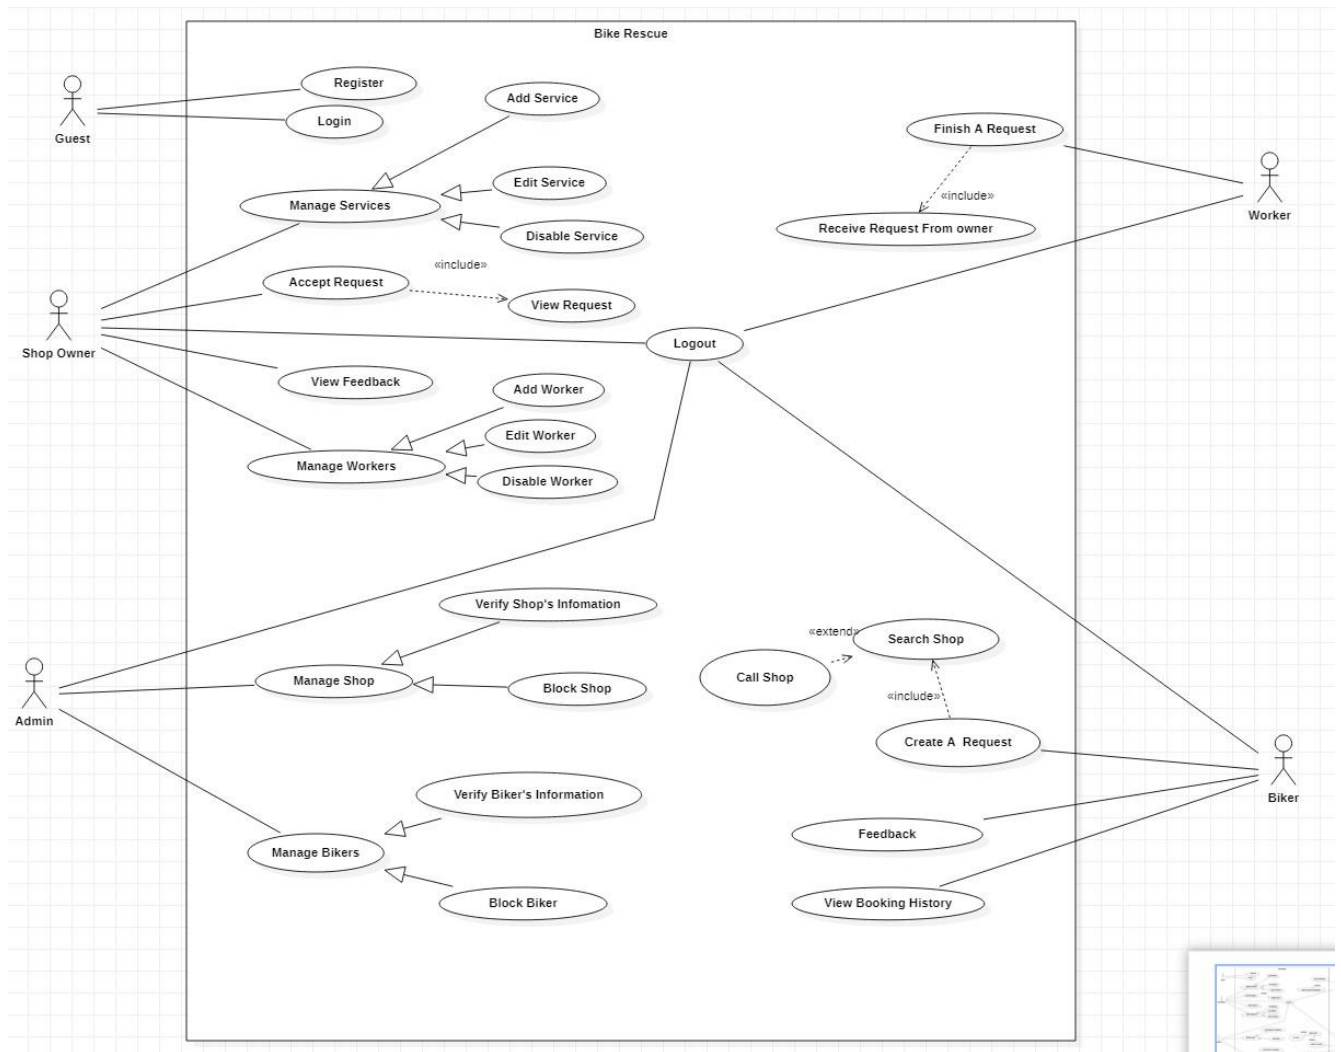 Bike Rescue
Register
Login
Guest
Add Service
Edit Service
Manage Services
Disable Service
Accept Request
«include»
View Request
Shop Owner
View Feedback
Add Worker
Edit Worker
Manage Workers
Disable Worker
Logout
Finish A Request
«include»
Receive Request From owner
Worker
Verify Shop's Infomation
Manage Shop
Block Shop
Admin
Verify Biker's Information
Manage Bikers
Block Biker
«extend»
Search Shop
Call Shop
«include»
Create A  Request
Biker
Feedback
View Booking History